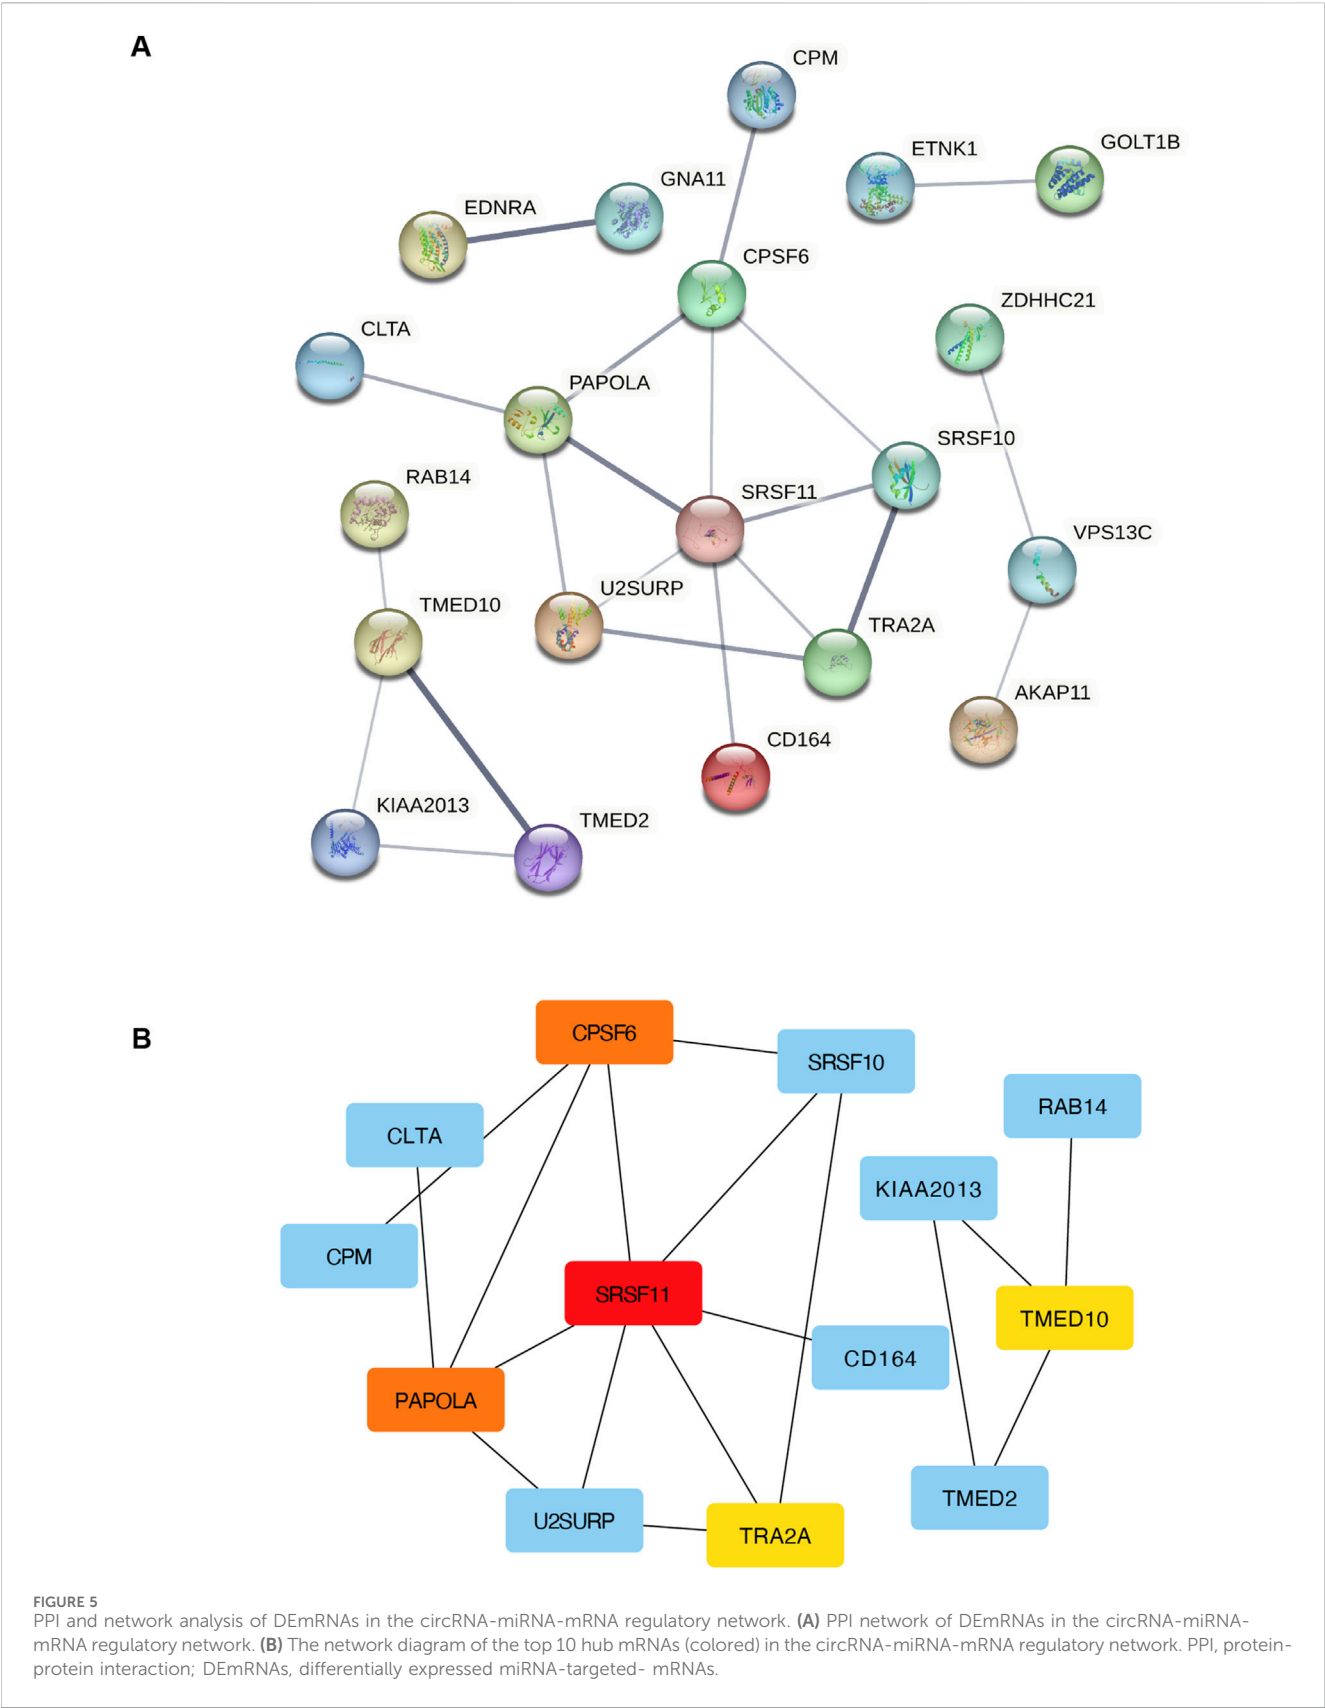 A
CPM
ETNK1
GOLT1B
GNA11
EDNRA
CPSF6
ZDHHC21
CLTA
PAPOLA
SRSF10
RAB14
SRSF11
VPS13C
U2SURP
TMED10
TRA2A
AKAP11
CD164
KIAA2013
TMED2
B
CPSF6
SRSF10
RAB14
CLTA
KIAA2013
CPM
SRSF11
TMED10
CD164
PAPOLA
TMED2
U2SURP
TRA2A
FIGURE 5
PPI and network analysis of DEmRNAs in the circRNA-miRNA-mRNA regulatory network. (A) PPI network of DEmRNAs in the circRNA-miRNA-
mRNA regulatory network. (B) The network diagram of the top 10 hub mRNAs (colored) in the circRNA-miRNA-mRNA regulatory network. PPI, protein-
protein interaction; DEmRNAs, differentially expressed miRNA-targeted- mRNAs.